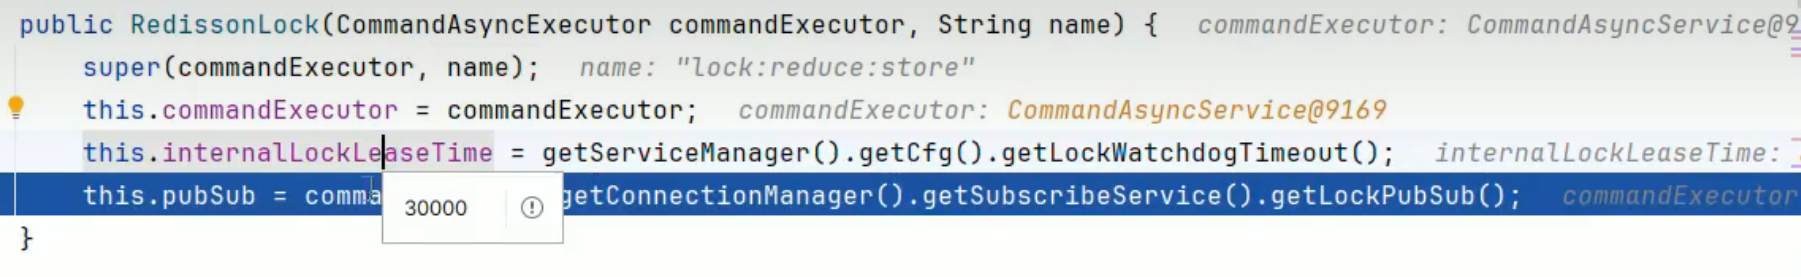 public RedissonLock(CommandAsyncExecutor commandExecutor, String name) {  commandExecutor: CommandAsyncService@9
super(commandExecutor, name);  name: "lock:reduce:store"
this.commandExecutor = commandExecutor;  commandExecutor: CommandAsyncService@9169
this.internalLockLeaseTime = getServiceManager().getCfg().getLockWatchdogTimeout();  internalLockLeaseTime:
this.pubSub = comma getConnectionManager().getSubscribeService().getLockPubSub();  commandExecutor
30000
}